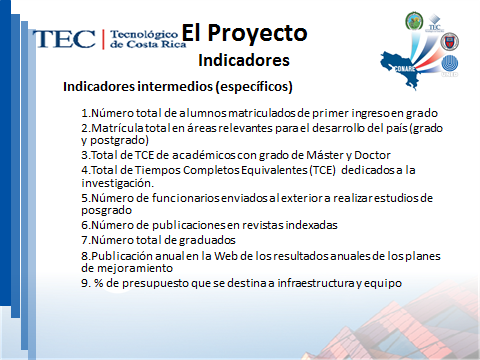 TEC | Tecnológico
de Costa Rica
El Proyecto
Indicadores
TEC
CONARE
Indicadores intermedios (específicos)
1.Número total de alumnos matriculados de primer ingreso en grado
2.Matrícula total en áreas relevantes para el desarrollo del país (grado
y postgrado)
3.Total de TCE de académicos con grado de Máster y Doctor
4.Total de Tiempos Completos Equivalentes (TCE) dedicados a la
investigación.
5.Número de funcionarios enviados al exterior a realizar estudios de
posgrado
6.Número de publicaciones en revistas indexadas
7.Número total de graduados
8.Publicación anual en la Web de los resultados anuales de los planes
de mejoramiento
9. % de presupuesto que se destina a infraestructura y equipo